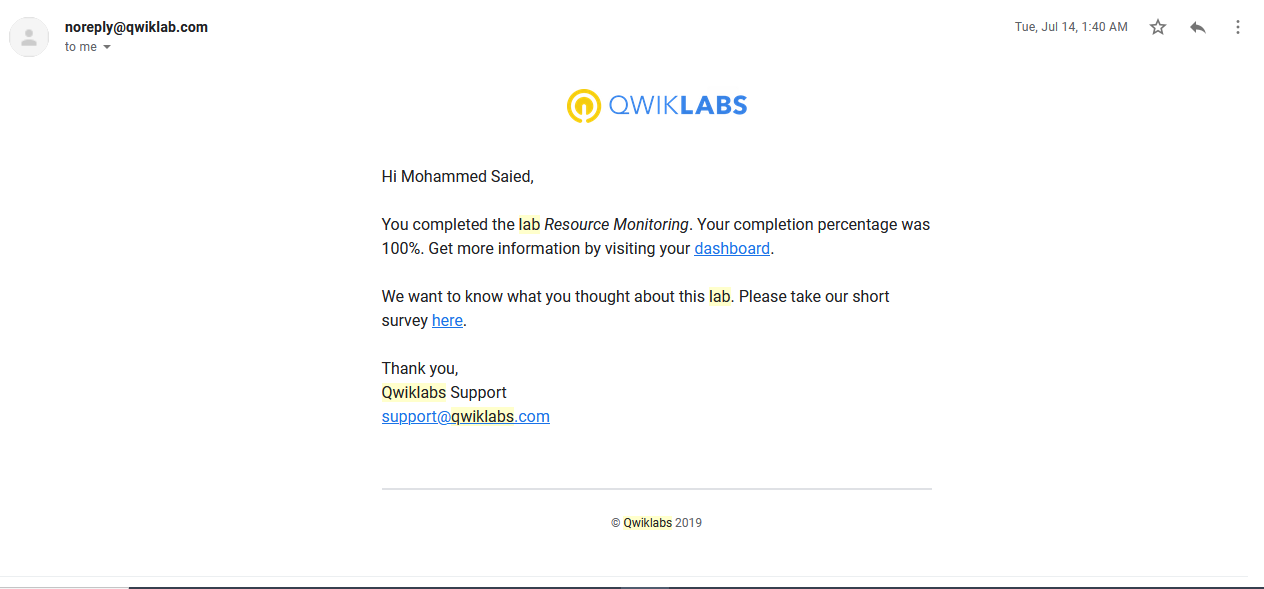 noreply@qwiklab.com
Tue, Jul 14, 1:40 AM
to me
QWIKLABS
Hi Mohammed Saied,
You completed the lab Resource Monitoring. Your completion percentage was
100%. Get more information by visiting your dashboard.
We want to know what you thought about this lab. Please take our short
survey here.
Thank you,
Qwiklabs Support
support@qwiklabs.com
© Qwiklabs 2019